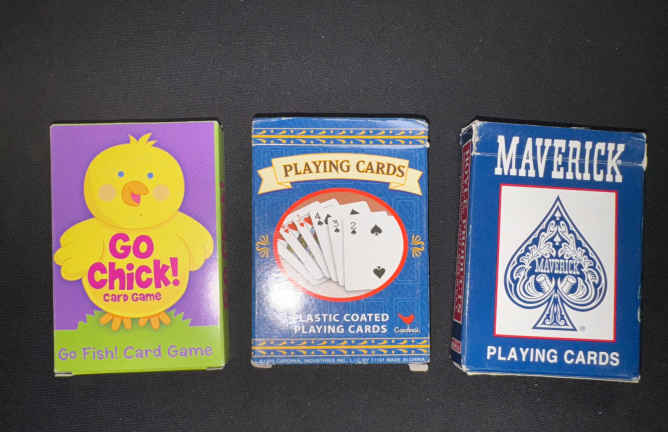 GO
CHicK!
CARD GAME
Go Fish! Card Game
PLAYING CARDS
PLASTIC COATED
PLAYING CARDS
Cardinal
MAVERICK
MAVERICK
PLAYING CARDS